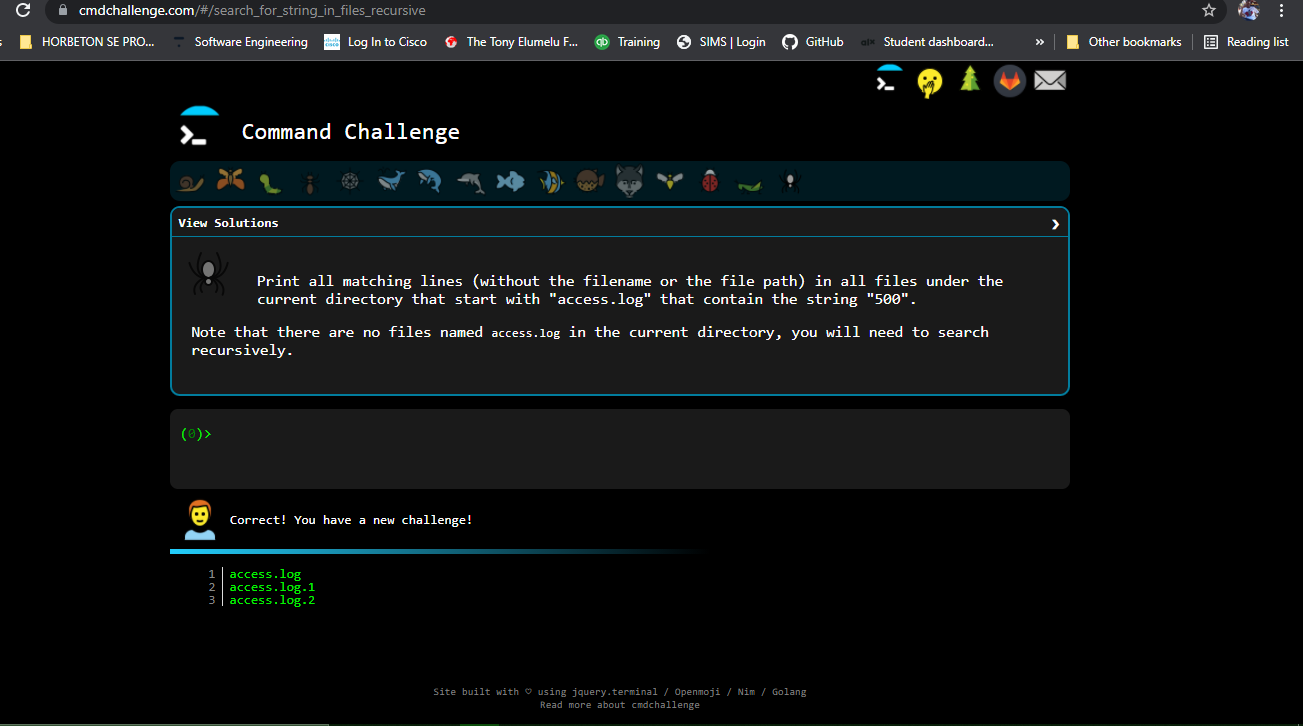 cmdchallenge.com/#/search_for_string_in_files_recursive
HORBETON SE PRO... Software Engineering Log In to Cisco The Tony Elumelu F... Training SIMS | Login GitHub Student dashboard... » Other bookmarks Reading list
Command Challenge
View Solutions ❯
Print all matching lines (without the filename or the file path) in all files under the
current directory that start with "access.log" that contain the string "500".
Note that there are no files named access.log in the current directory, you will need to search
recursively.
(0)>
Correct! You have a new challenge!
1 access.log
2 access.log.1
3 access.log.2
Site built with ♡ using jquery.terminal / Openmoji / Nim / Golang
Read more about cmdchallenge